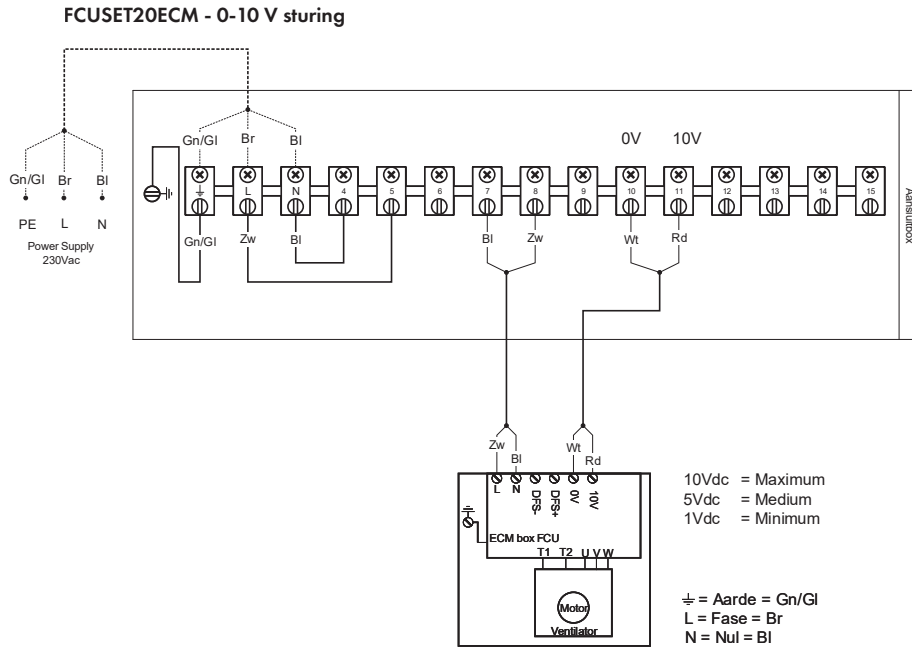 FCUSET20ECM - 0-10 V sturing
Gn/Gl Br Bl 0V 10V
Gn/Gl Br Bl
L N 4 5 6 7 8 9 10 11 12 13 14 15
Aansluitbox
PE L N
Power Supply
230Vac
Gn/Gl Zw Bl Bl Zw Wt Rd
Zw Bl Wt Rd
L N DFS- DFS+ 0V 10V
ECM box FCU
T1 T2 U V W
Motor
Ventilator
10Vdc = Maximum
5Vdc = Medium
1Vdc = Minimum
⏚ = Aarde = Gn/Gl
L = Fase = Br
N = Nul = Bl